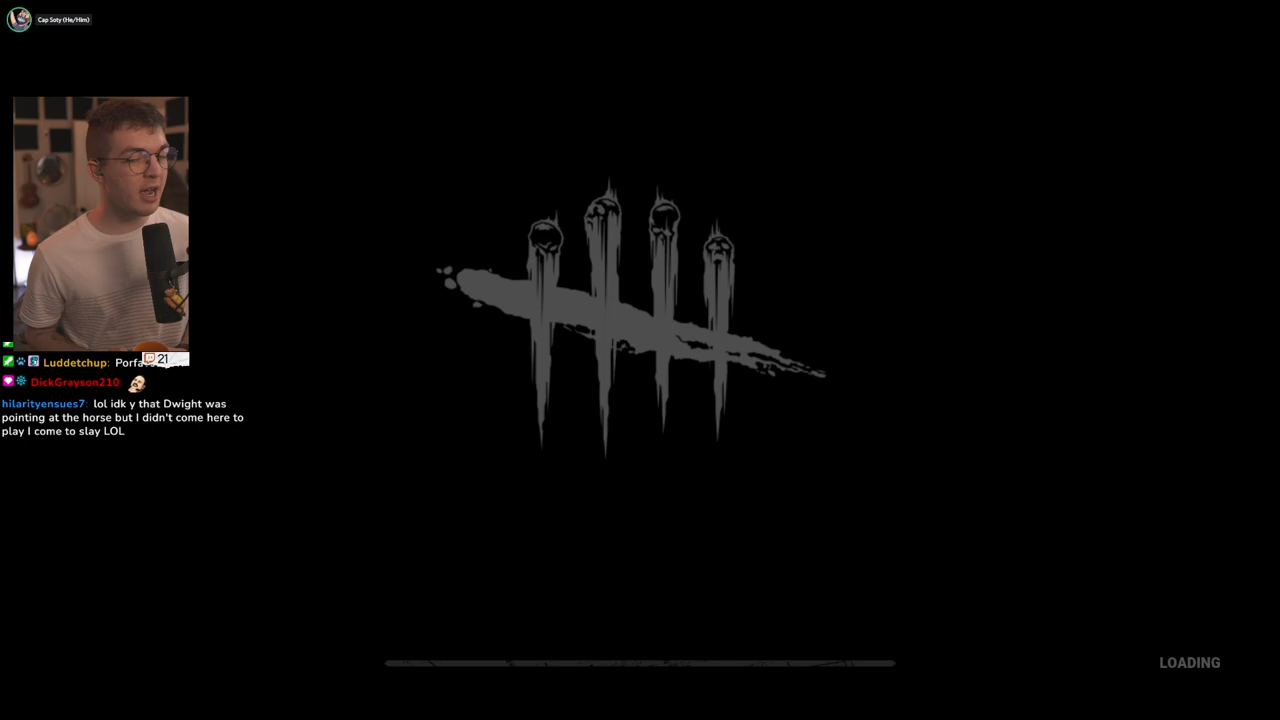 Cap Soty (He/Him)
Luddetchup:
21
DickGrayson210:
hilarityensues7: lol idk y that Dwight was
pointing at the horse but I didn't come here to
play I come to slay LOL
LOADING